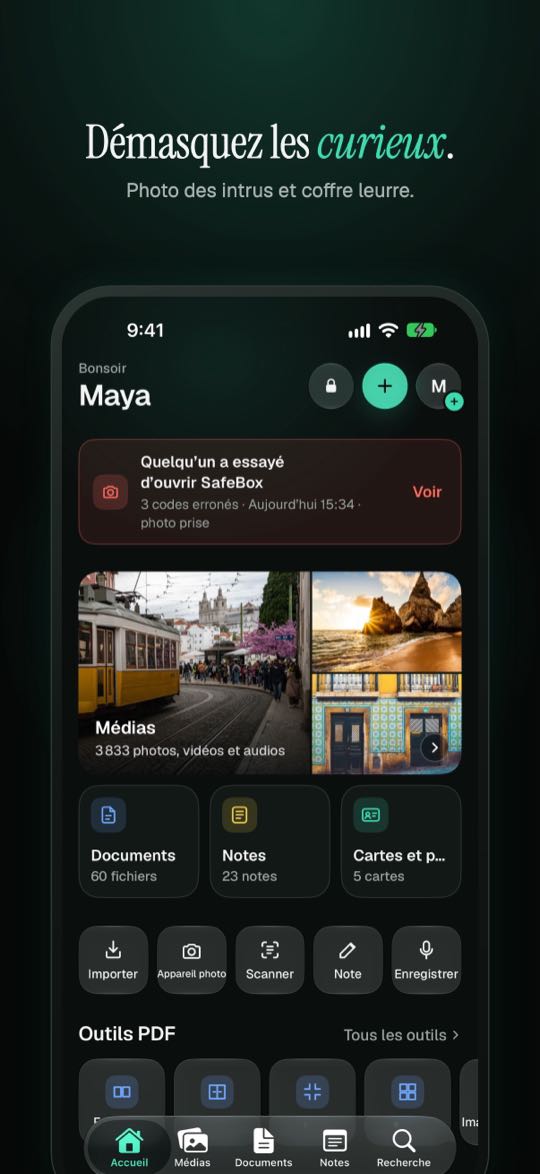 Démasquez les curieux.
Photo des intrus et coffre leurre.
9:41
Bonsoir
Maya
M
Quelqu’un a essayé
d’ouvrir SafeBox
3 codes erronés · Aujourd’hui 15:34 ·
photo prise
Voir
Médias
3 833 photos, vidéos et audios
Documents
60 fichiers
Notes
23 notes
Cartes et p…
5 cartes
Importer
Appareil photo
Scanner
Note
Enregistrer
Outils PDF
Tous les outils
Accueil
Médias
Documents
Notes
Recherche